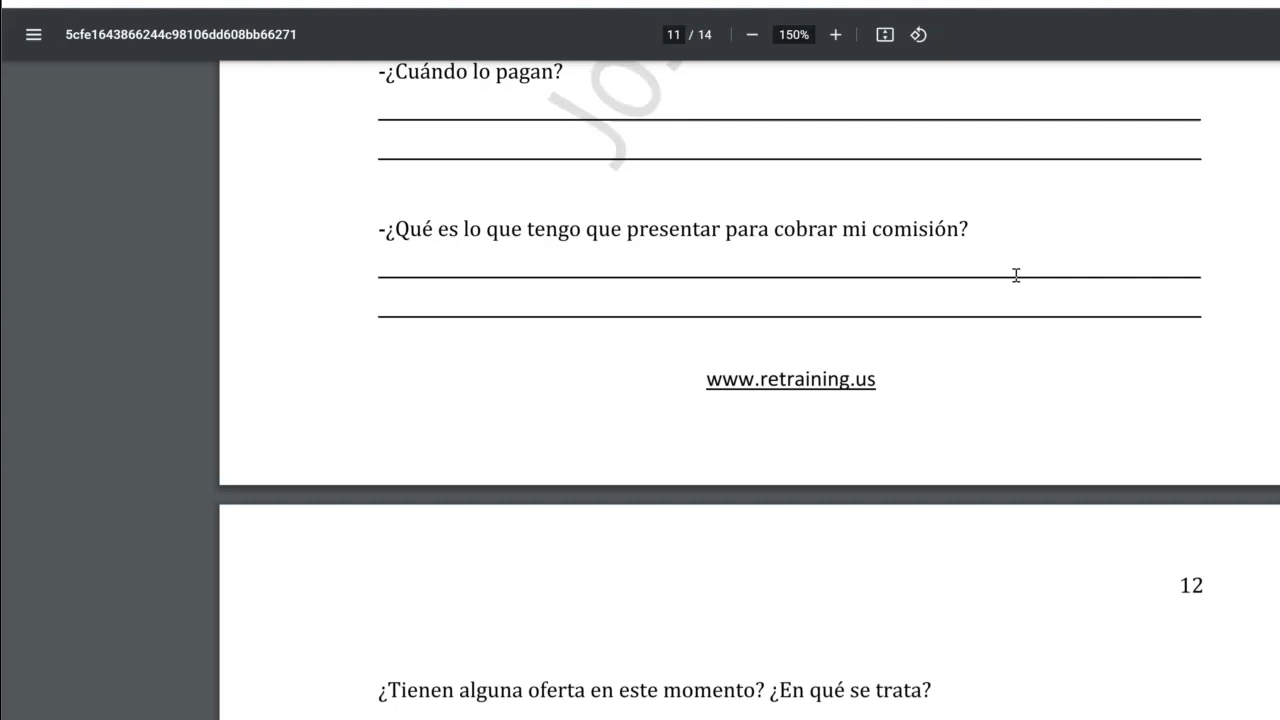 5cfe1643866244c98106dd608bb66271
11 / 14
150%
-¿Cuándo lo pagan?
Jo
-¿Qué es lo que tengo que presentar para cobrar mi comisión?
www.retraining.us
12
¿Tienen alguna oferta en este momento? ¿En qué se trata?